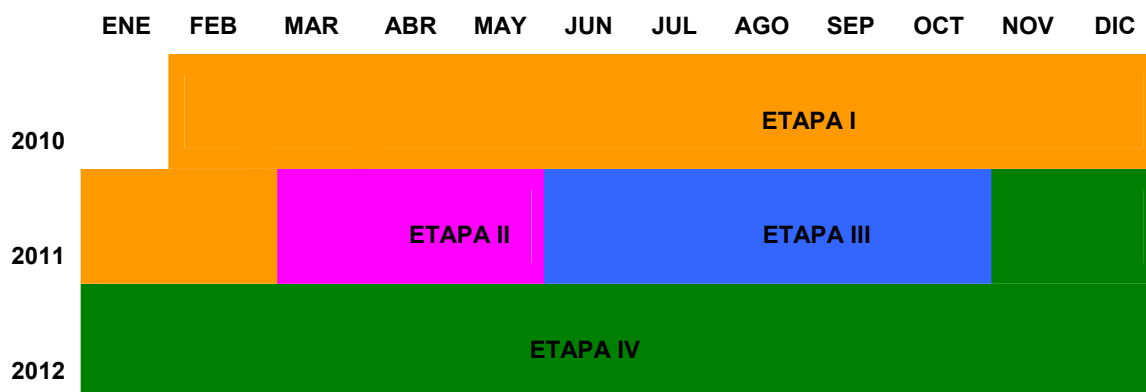 ENE FEB MAR ABR MAY JUN JUL AGO SEP OCT NOV DIC
ETAPA I
2010
ETAPA II ETAPA III
2011
ETAPA IV
2012